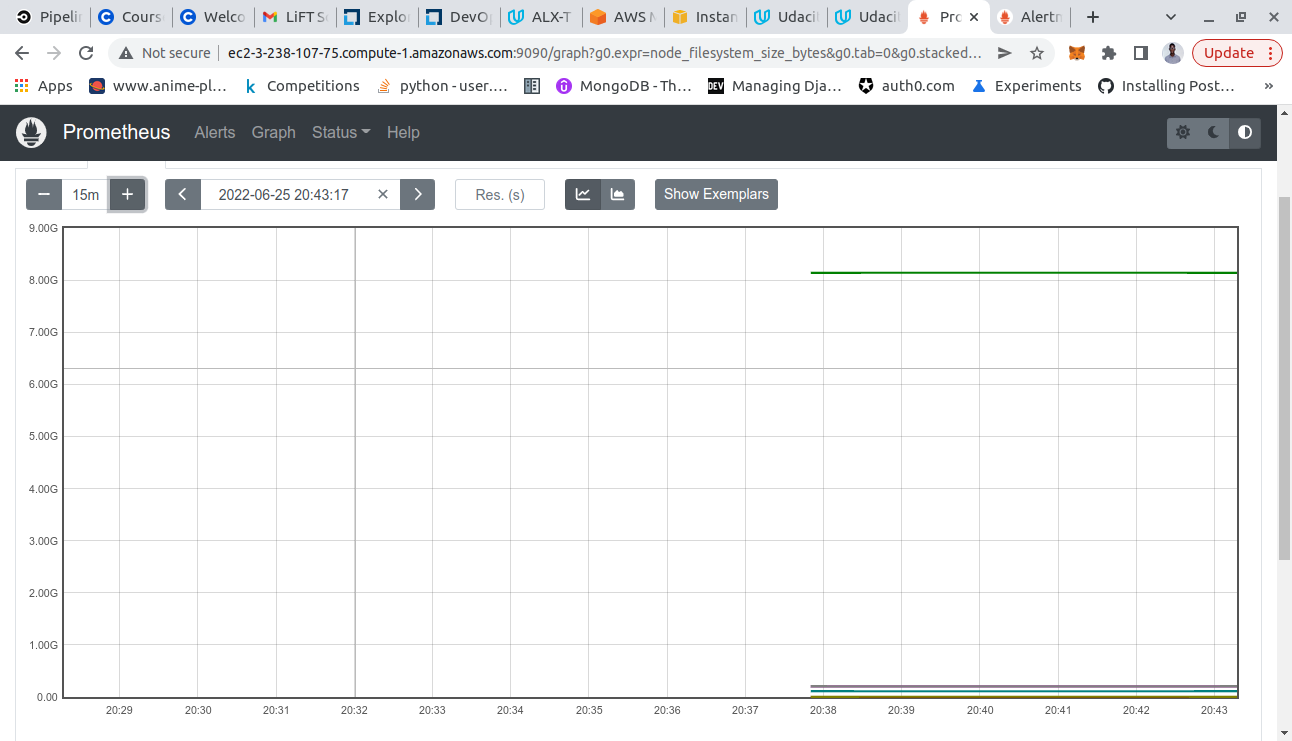 Pipelin Cours Welco LiFT S Explor DevOp ALX-T AWS M Instan Udacit Udacit Pro Alertm
Not secure ec2-3-238-107-75.compute-1.amazonaws.com:9090/graph?g0.expr=node_filesystem_size_bytes&g0.tab=0&g0.stacked… Update
Apps www.anime-pl… k Competitions python - user.… MongoDB - Th… DEV Managing Dja… auth0.com Experiments Installing Post… »
Prometheus Alerts Graph Status Help
− 15m + 2022-06-25 20:43:17 × Res. (s) Show Exemplars
9.00G
8.00G
7.00G
6.00G
5.00G
4.00G
3.00G
2.00G
1.00G
0.00
20:29 20:30 20:31 20:32 20:33 20:34 20:35 20:36 20:37 20:38 20:39 20:40 20:41 20:42 20:43